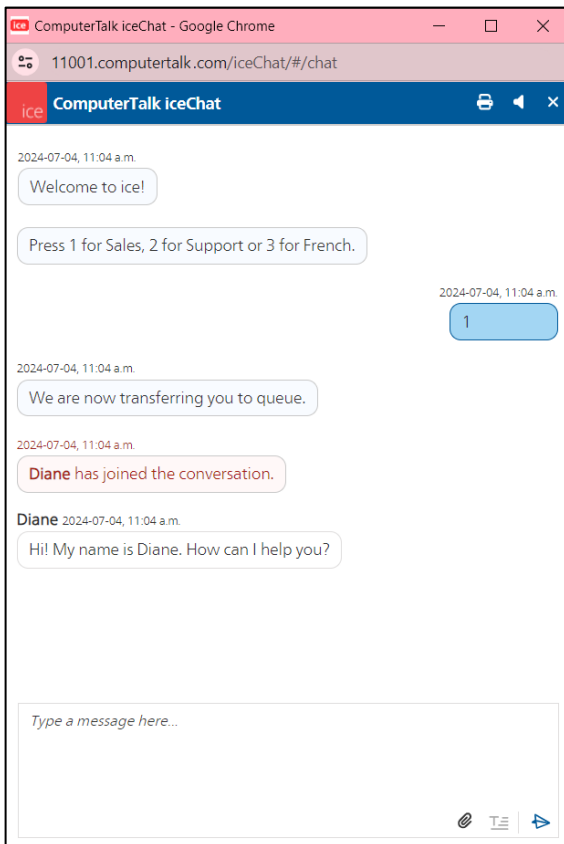 ice ComputerTalk iceChat - Google Chrome
11001.computertalk.com/iceChat/#/chat
ice ComputerTalk iceChat
2024-07-04, 11:04 a.m.
Welcome to ice!
Press 1 for Sales, 2 for Support or 3 for French.
2024-07-04, 11:04 a.m.
1
2024-07-04, 11:04 a.m.
We are now transferring you to queue.
2024-07-04, 11:04 a.m.
Diane has joined the conversation.
Diane 2024-07-04, 11:04 a.m.
Hi! My name is Diane. How can I help you?
Type a message here...